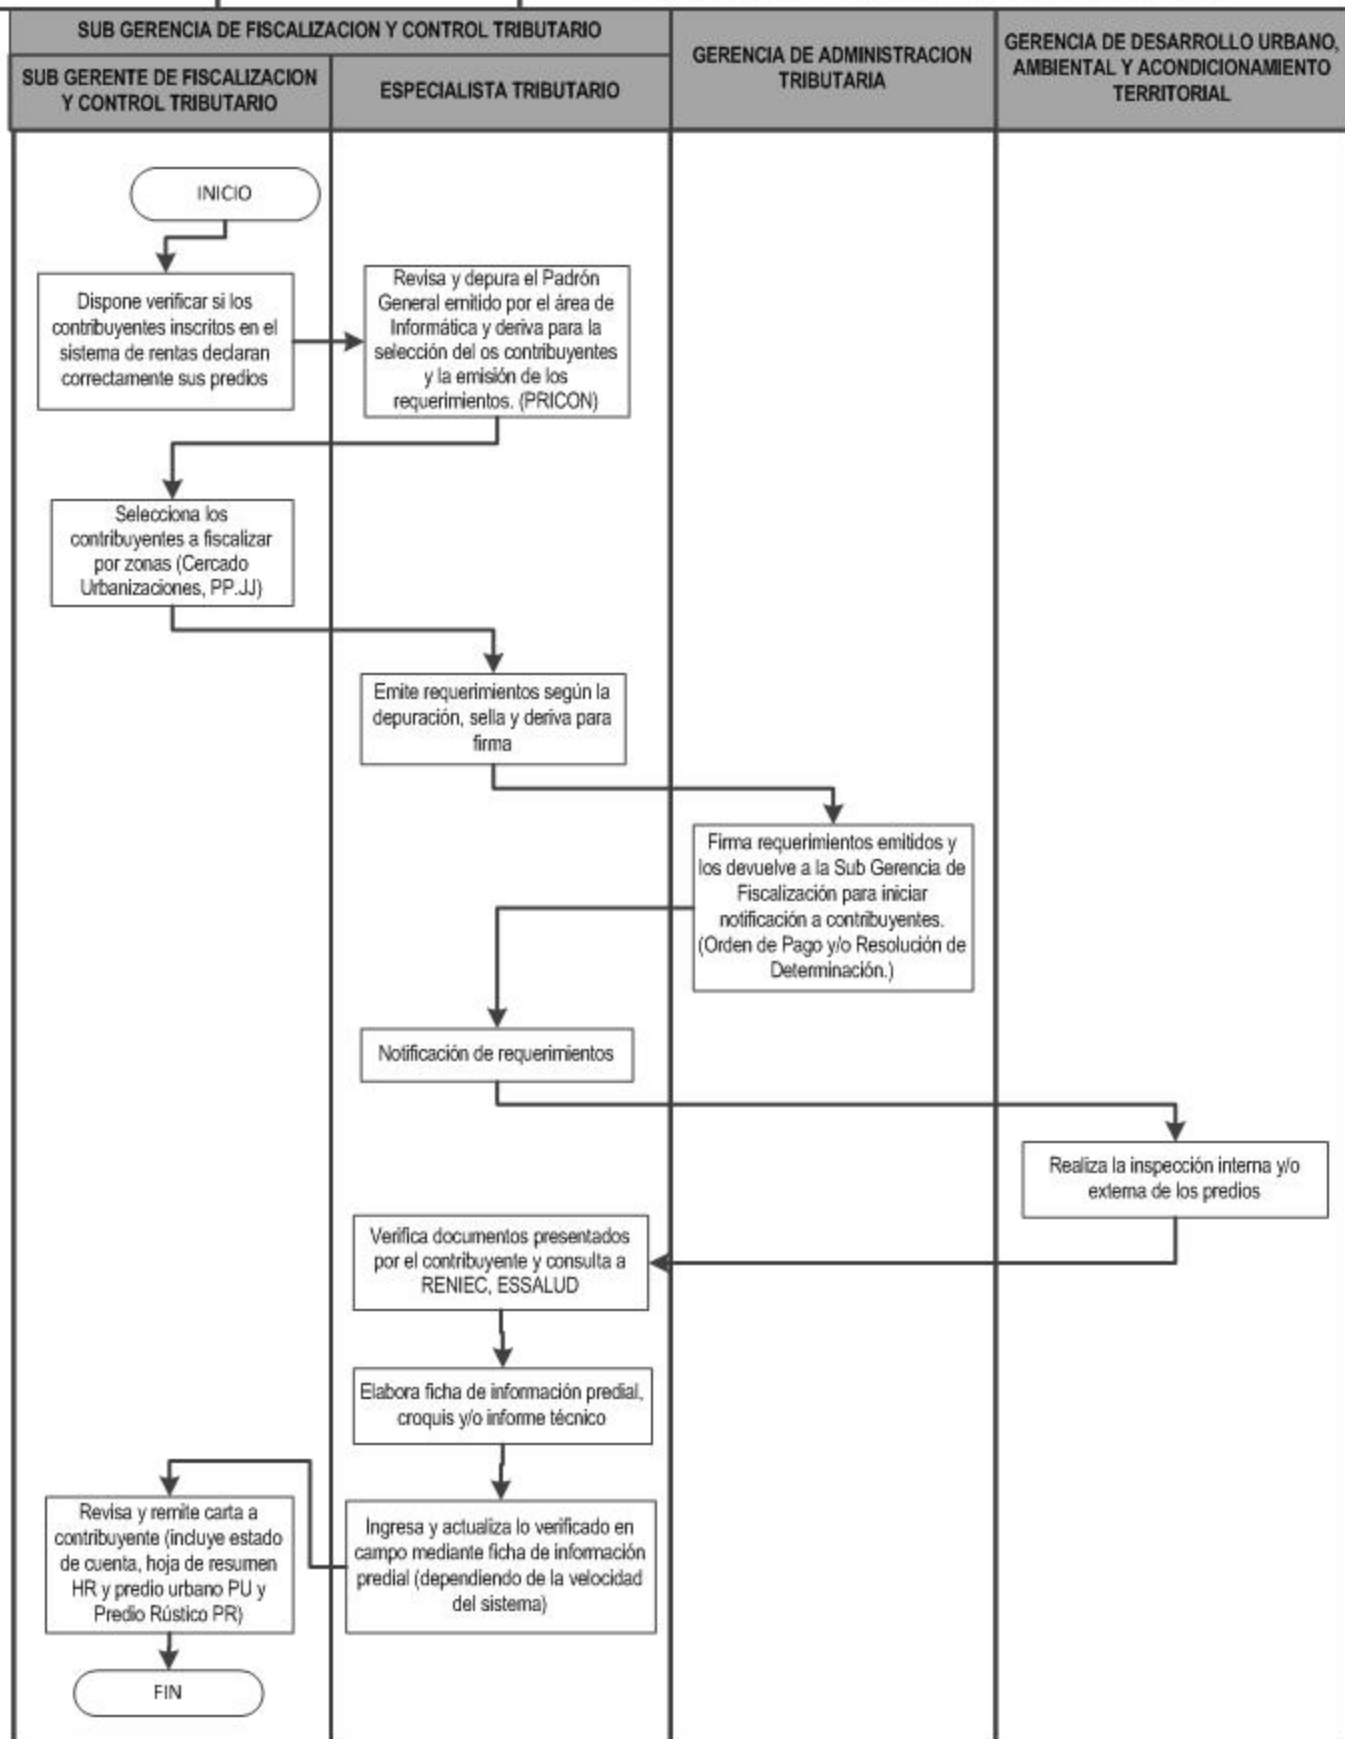 SUB GERENCIA DE FISCALIZACION Y CONTROL TRIBUTARIO
SUB GERENTE DE FISCALIZACION
Y CONTROL TRIBUTARIO
ESPECIALISTA TRIBUTARIO
GERENCIA DE ADMINISTRACION
TRIBUTARIA
GERENCIA DE DESARROLLO URBANO,
AMBIENTAL Y ACONDICIONAMIENTO
TERRITORIAL
INICIO
Dispone verificar si los
contribuyentes inscritos en el
sistema de rentas declaran
correctamente sus predios
Revisa y depura el Padrón
General emitido por el área de
Informática y deriva para la
selección del os contribuyentes
y la emisión de los
requerimientos. (PRICON)
Selecciona los
contribuyentes a fiscalizar
por zonas (Cercado
Urbanizaciones, PP.JJ)
Emite requerimientos según la
depuración, sella y deriva para
firma
Firma requerimientos emitidos y
los devuelve a la Sub Gerencia de
Fiscalización para iniciar
notificación a contribuyentes.
(Orden de Pago y/o Resolución de
Determinación.)
Notificación de requerimientos
Realiza la inspección interna y/o
externa de los predios
Verifica documentos presentados
por el contribuyente y consulta a
RENIEC, ESSALUD
Elabora ficha de información predial,
croquis y/o informe técnico
Ingresa y actualiza lo verificado en
campo mediante ficha de información
predial (dependiendo de la velocidad
del sistema)
Revisa y remite carta a
contribuyente (incluye estado
de cuenta, hoja de resumen
HR y predio urbano PU y
Predio Rústico PR)
FIN